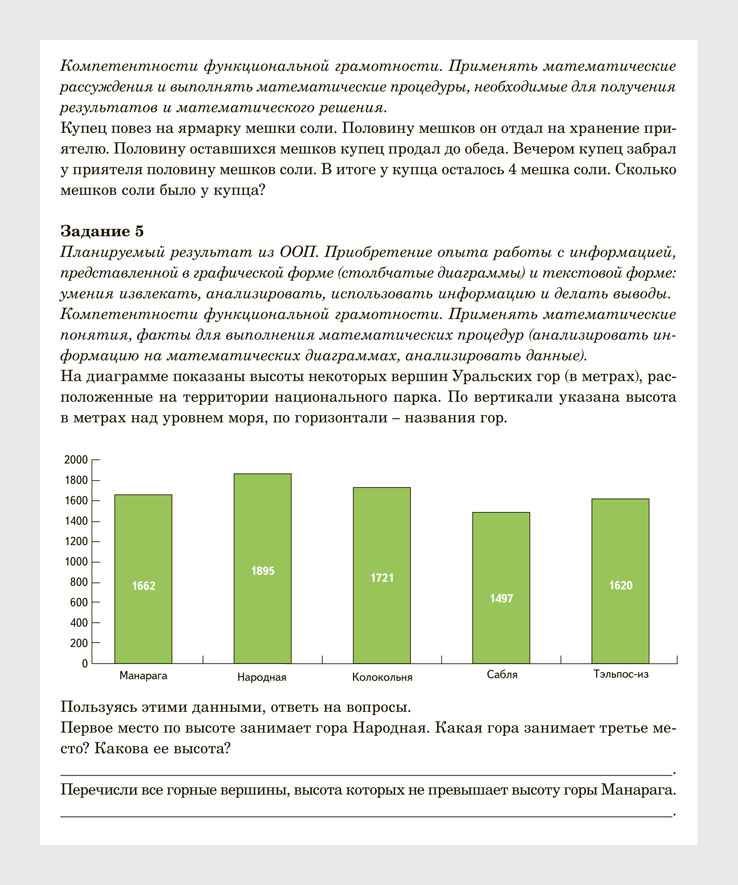 Компетентности функциональной грамотности. Применять математические
рассуждения и выполнять математические процедуры, необходимые для получения
результатов и математического решения.
Купец повез на ярмарку мешки соли. Половину мешков он отдал на хранение при-
ятелю. Половину оставшихся мешков купец продал до обеда. Вечером купец забрал
у приятеля половину мешков соли. В итоге у купца осталось 4 мешка соли. Сколько
мешков соли было у купца?
Задание 5
Планируемый результат из ООП. Приобретение опыта работы с информацией,
представленной в графической форме (столбчатые диаграммы) и текстовой форме:
умения извлекать, анализировать, использовать информацию и делать выводы.
Компетентности функциональной грамотности. Применять математические
понятия, факты для выполнения математических процедур (анализировать ин-
формацию на математических диаграммах, анализировать данные).
На диаграмме показаны высоты некоторых вершин Уральских гор (в метрах), рас-
положенные на территории национального парка. По вертикали указана высота
в метрах над уровнем моря, по горизонтали – названия гор.
2000
1800
1600
1400
1200
1000
800
600
400
200
0
1662
1895
1721
1497
1620
Манарага
Народная
Колокольня
Сабля
Тэльпос-из
Пользуясь этими данными, ответь на вопросы.
Первое место по высоте занимает гора Народная. Какая гора занимает третье ме-
сто? Какова ее высота?
.
Перечисли все горные вершины, высота которых не превышает высоту горы Манарага.
.